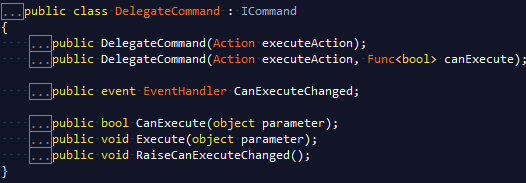 ...public class DelegateCommand : ICommand
{
...public DelegateCommand(Action executeAction);
...public DelegateCommand(Action executeAction, Func<bool> canExecute);
...public event EventHandler CanExecuteChanged;
...public bool CanExecute(object parameter);
...public void Execute(object parameter);
...public void RaiseCanExecuteChanged();
}